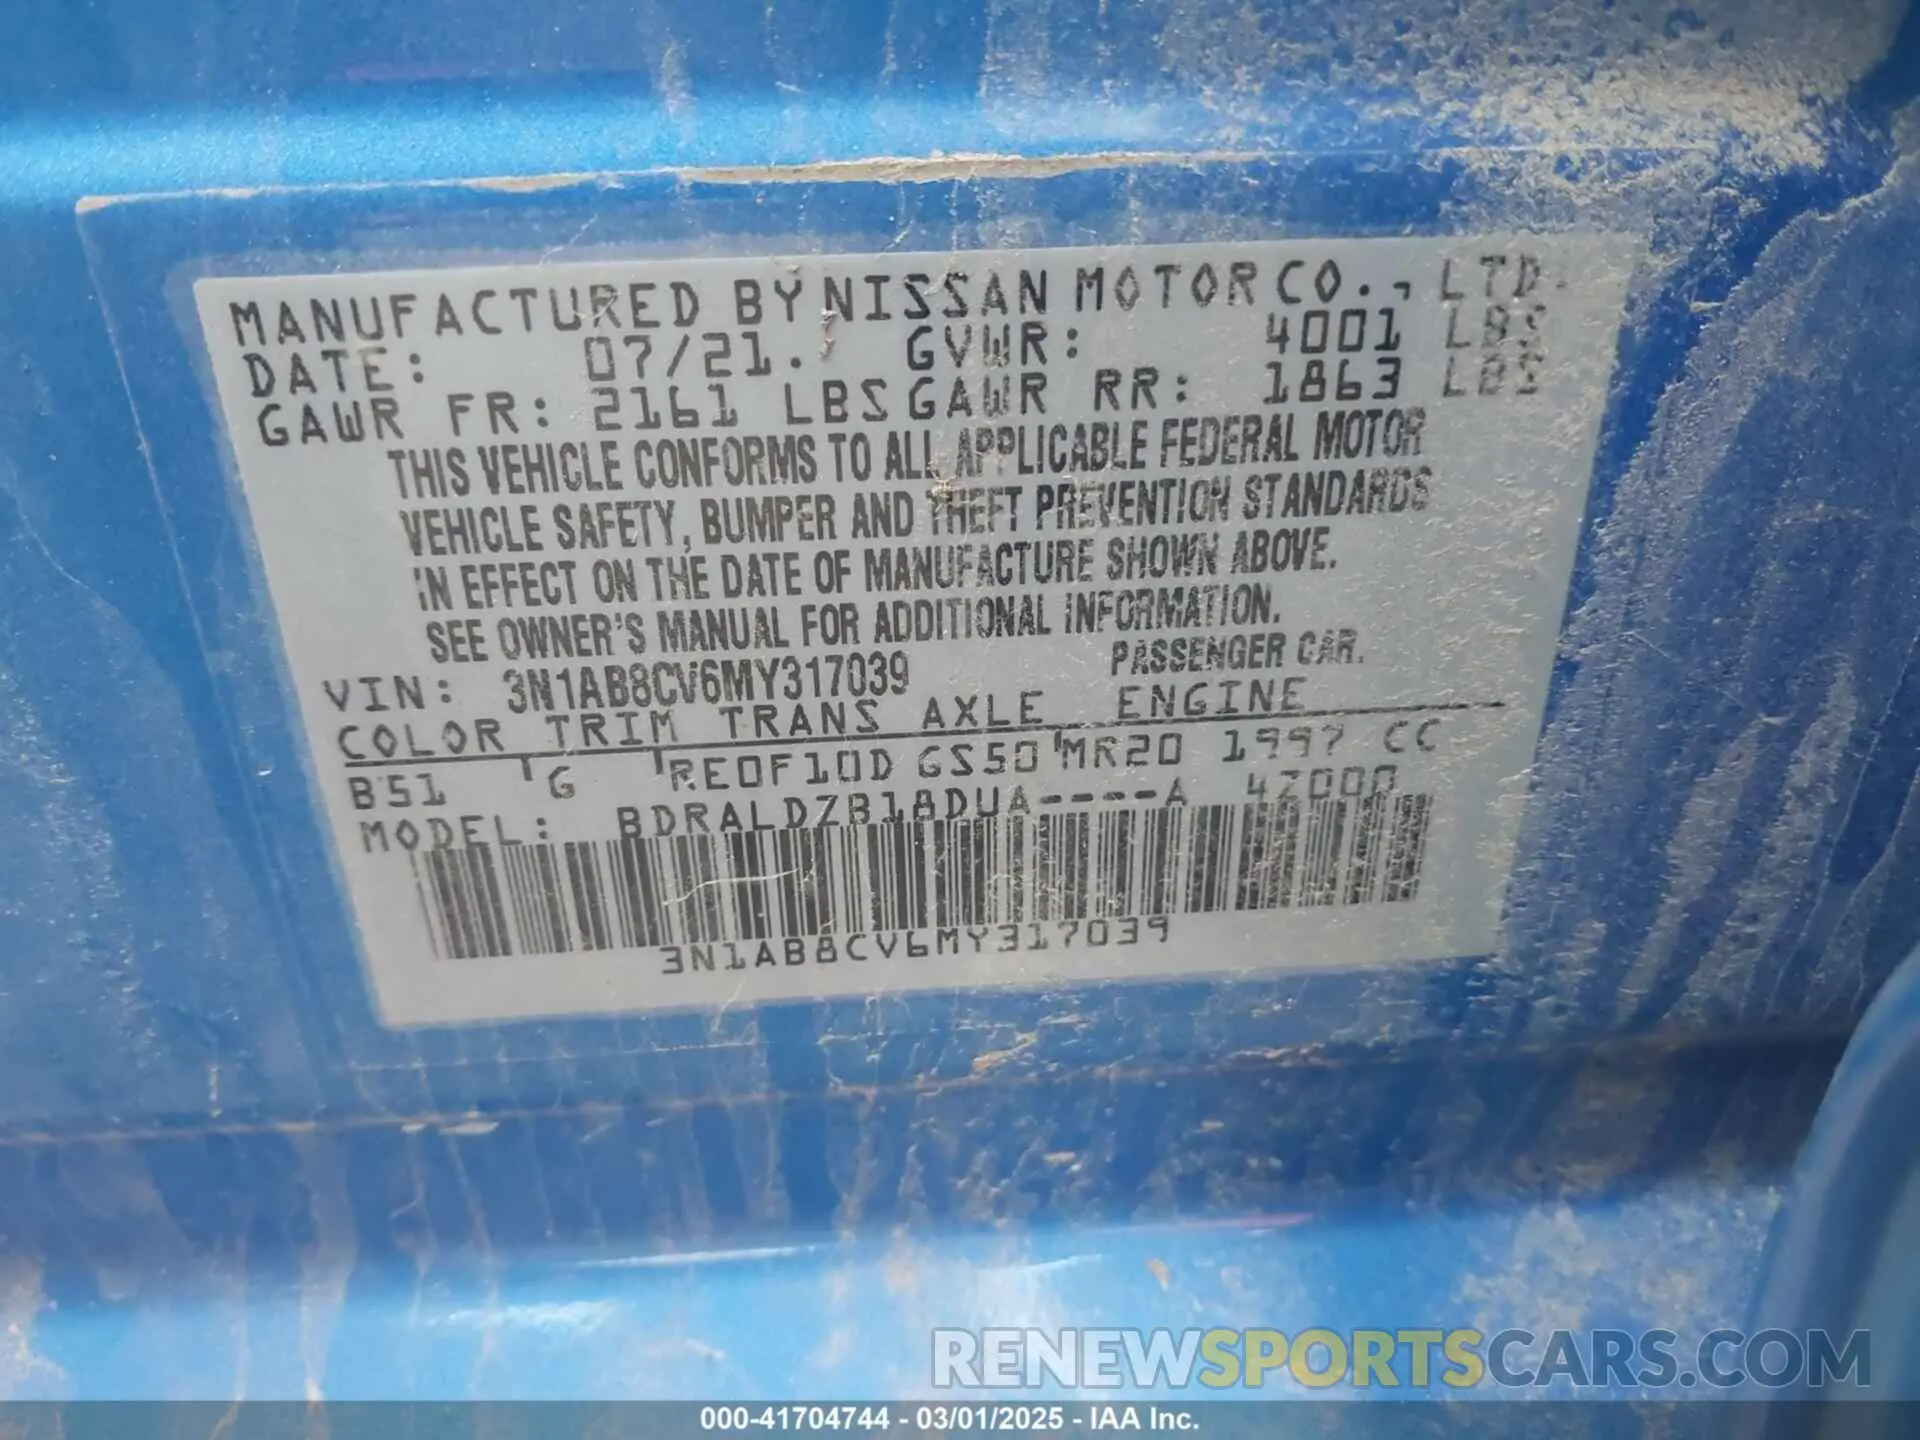 MANUFACTURED BY NISSAN MOTOR CO., LTD.
DATE: 07/21. GVWR: 4001 LBS
GAWR FR: 2161 LBS GAWR RR: 1863 LBS
THIS VEHICLE CONFORMS TO ALL APPLICABLE FEDERAL MOTOR
VEHICLE SAFETY, BUMPER AND THEFT PREVENTION STANDARDS
IN EFFECT ON THE DATE OF MANUFACTURE SHOWN ABOVE.
SEE OWNER'S MANUAL FOR ADDITIONAL INFORMATION.
VIN: 3N1AB8CV6MY317039 PASSENGER CAR.
COLOR TRIM TRANS AXLE ENGINE
B51 G RE0F10D GS50 MR20 1997 CC
MODEL: BDRALDZB18DUA----A 4Z000
3N1AB8CV6MY317039
RENEWSPORTSCARS.COM
000-41704744 - 03/01/2025 - IAA Inc.